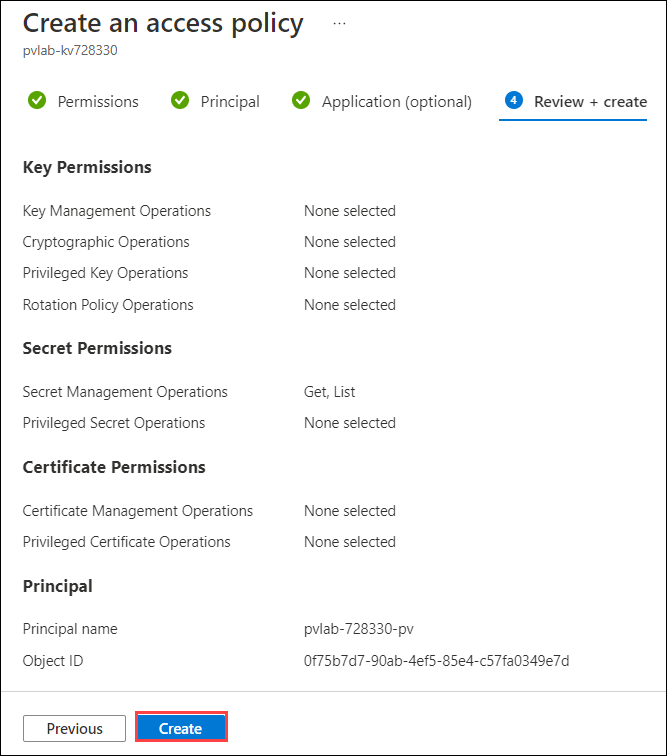 Create an access policy ...
pvlab-kv728330
Permissions Principal Application (optional) 4 Review + create
Key Permissions
Key Management Operations None selected
Cryptographic Operations None selected
Privileged Key Operations None selected
Rotation Policy Operations None selected
Secret Permissions
Secret Management Operations Get, List
Privileged Secret Operations None selected
Certificate Permissions
Certificate Management Operations None selected
Privileged Certificate Operations None selected
Principal
Principal name pvlab-728330-pv
Object ID 0f75b7d7-90ab-4ef5-85e4-c57fa0349e7d
Previous Create